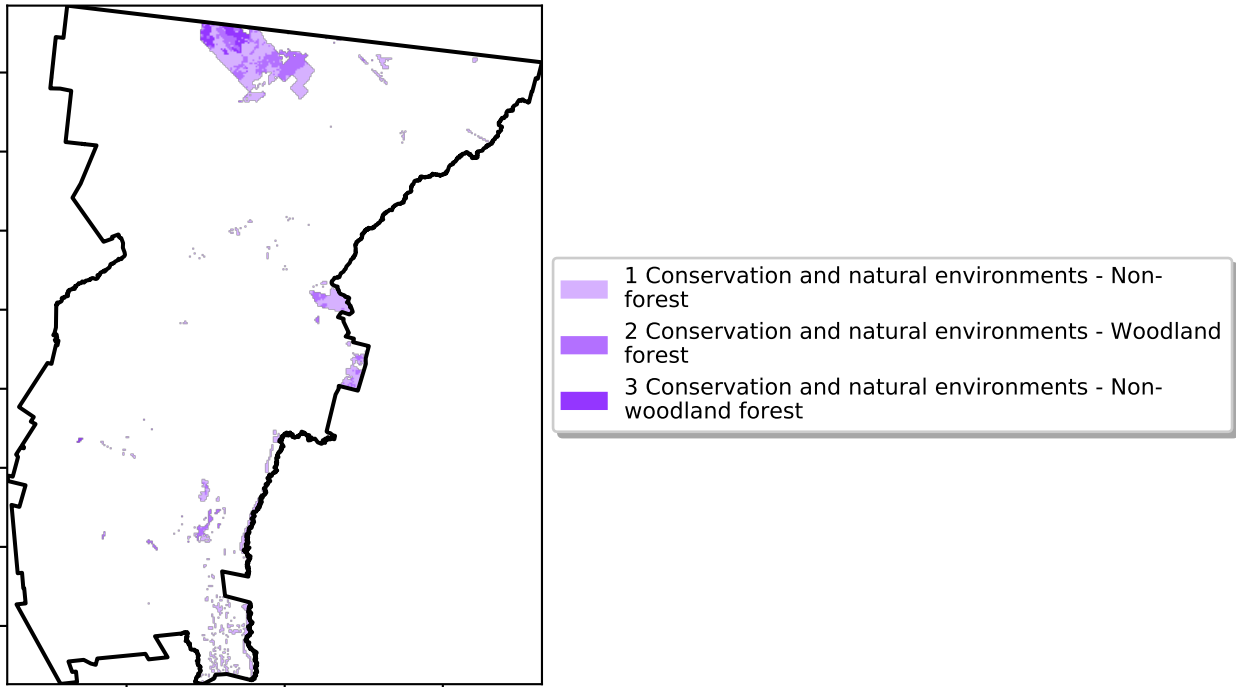 1 Conservation and natural environments - Non-
forest
2 Conservation and natural environments - Woodland
forest
3 Conservation and natural environments - Non-
woodland forest